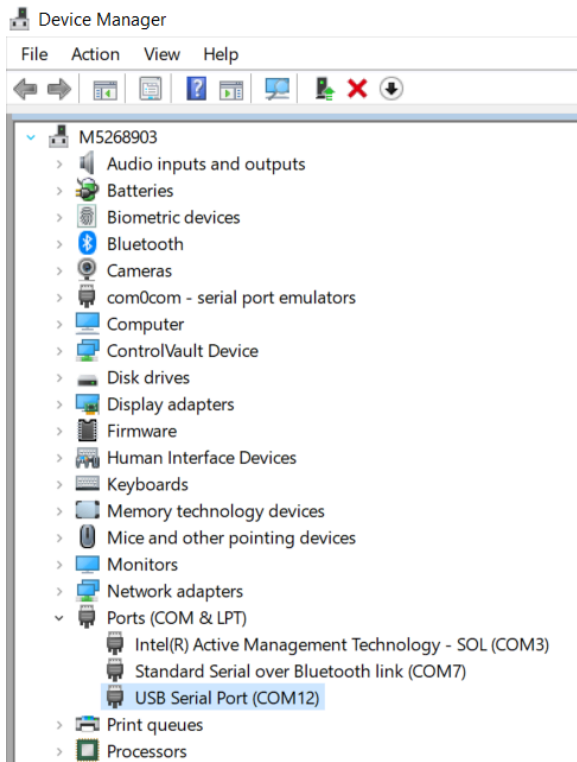 Device Manager
File Action View Help
M5268903
Audio inputs and outputs
Batteries
Biometric devices
Bluetooth
Cameras
com0com - serial port emulators
Computer
ControlVault Device
Disk drives
Display adapters
Firmware
Human Interface Devices
Keyboards
Memory technology devices
Mice and other pointing devices
Monitors
Network adapters
Ports (COM & LPT)
Intel(R) Active Management Technology - SOL (COM3)
Standard Serial over Bluetooth link (COM7)
USB Serial Port (COM12)
Print queues
Processors